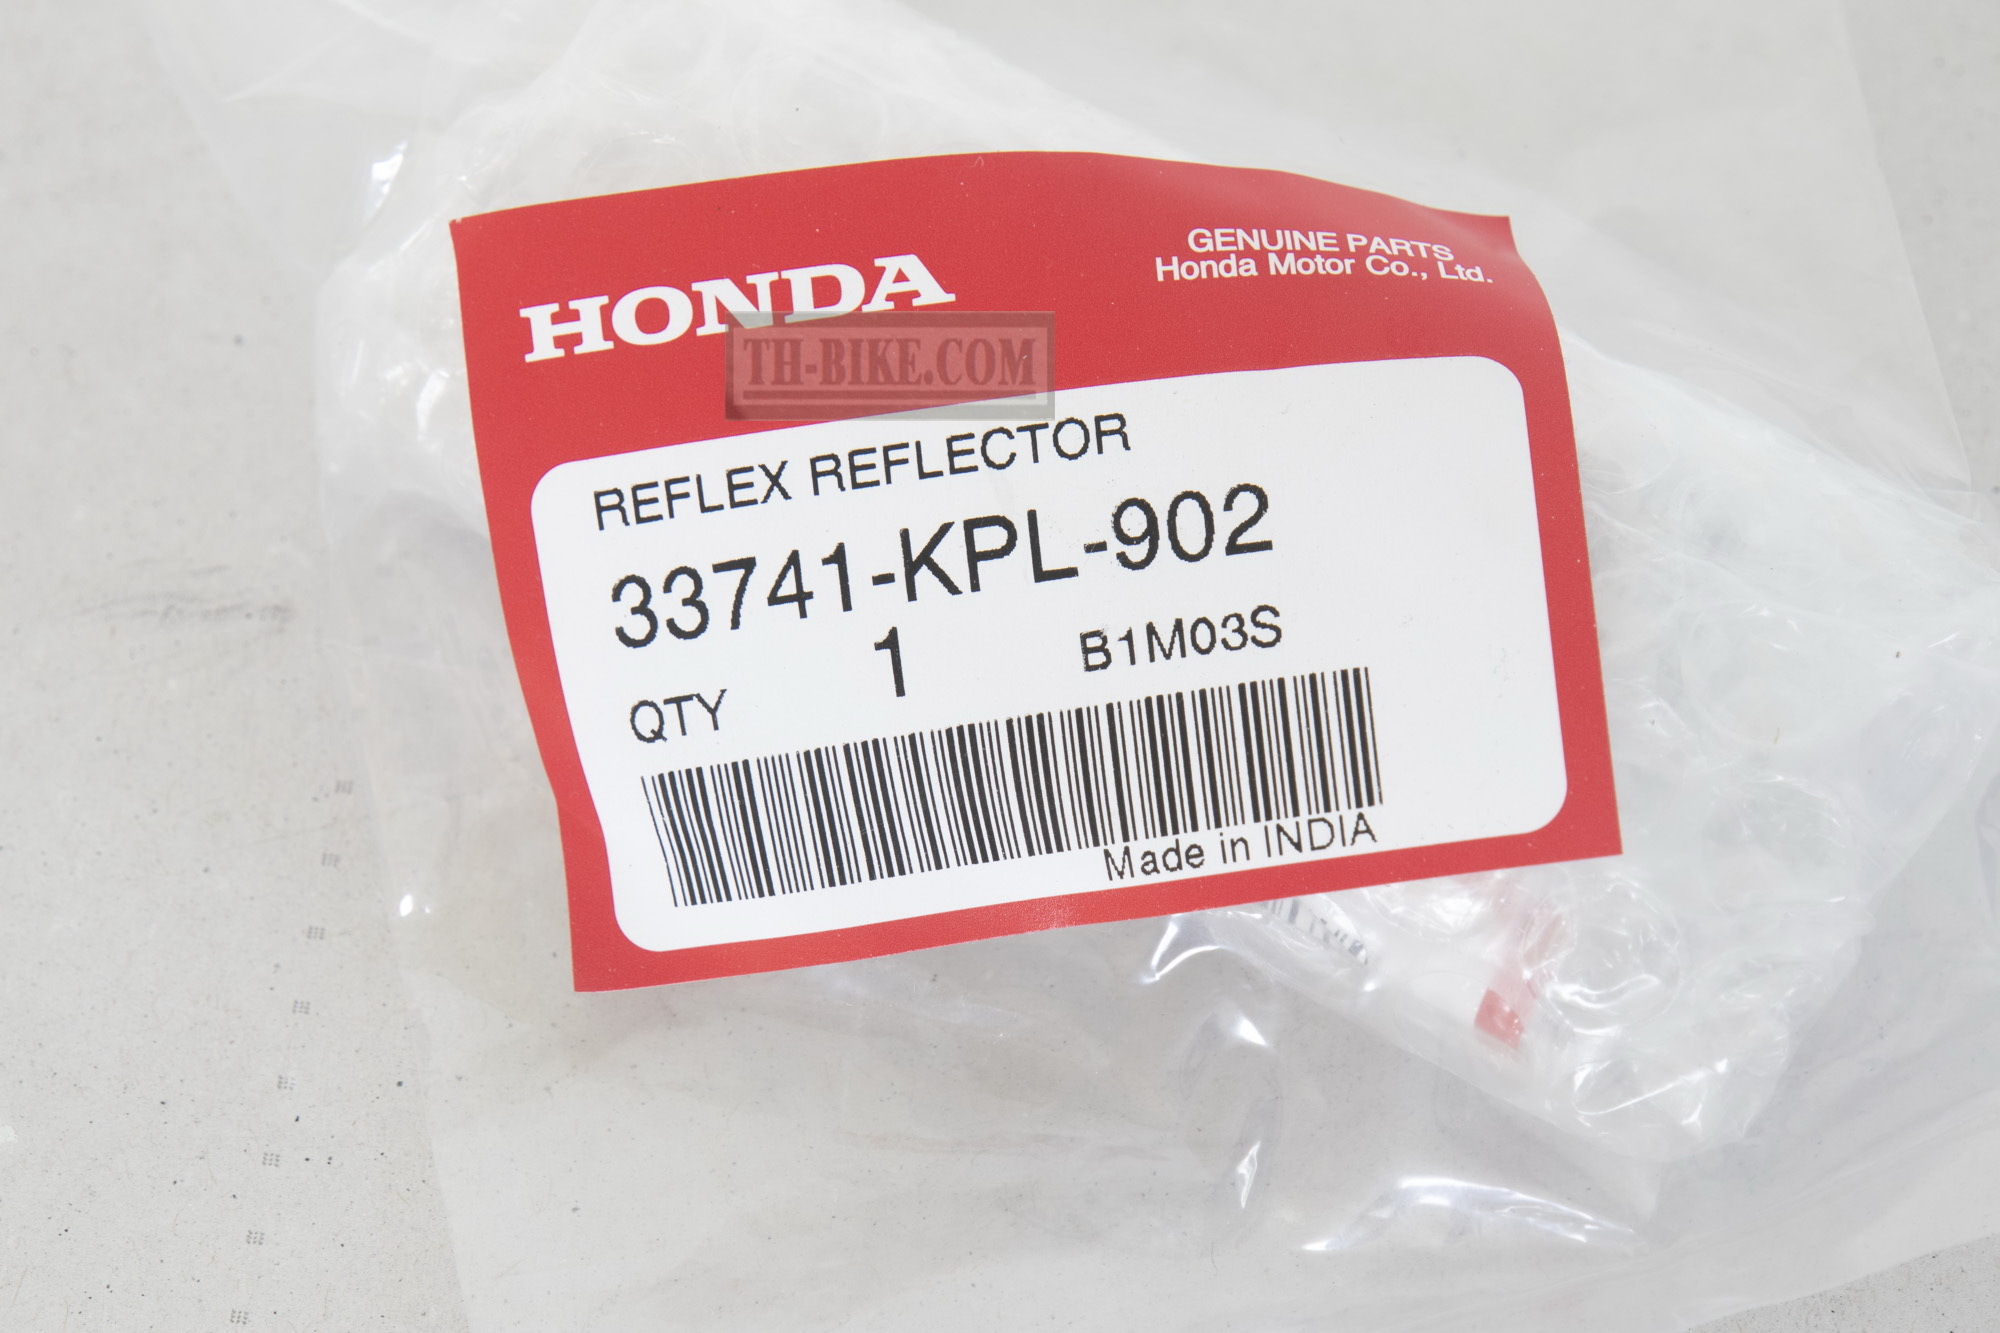 HONDA
GENUINE PARTS
Honda Motor Co., Ltd.
TH-BIKE.COM
REFLEX REFLECTOR
33741-KPL-902
QTY 1 B1M03S
Made in INDIA